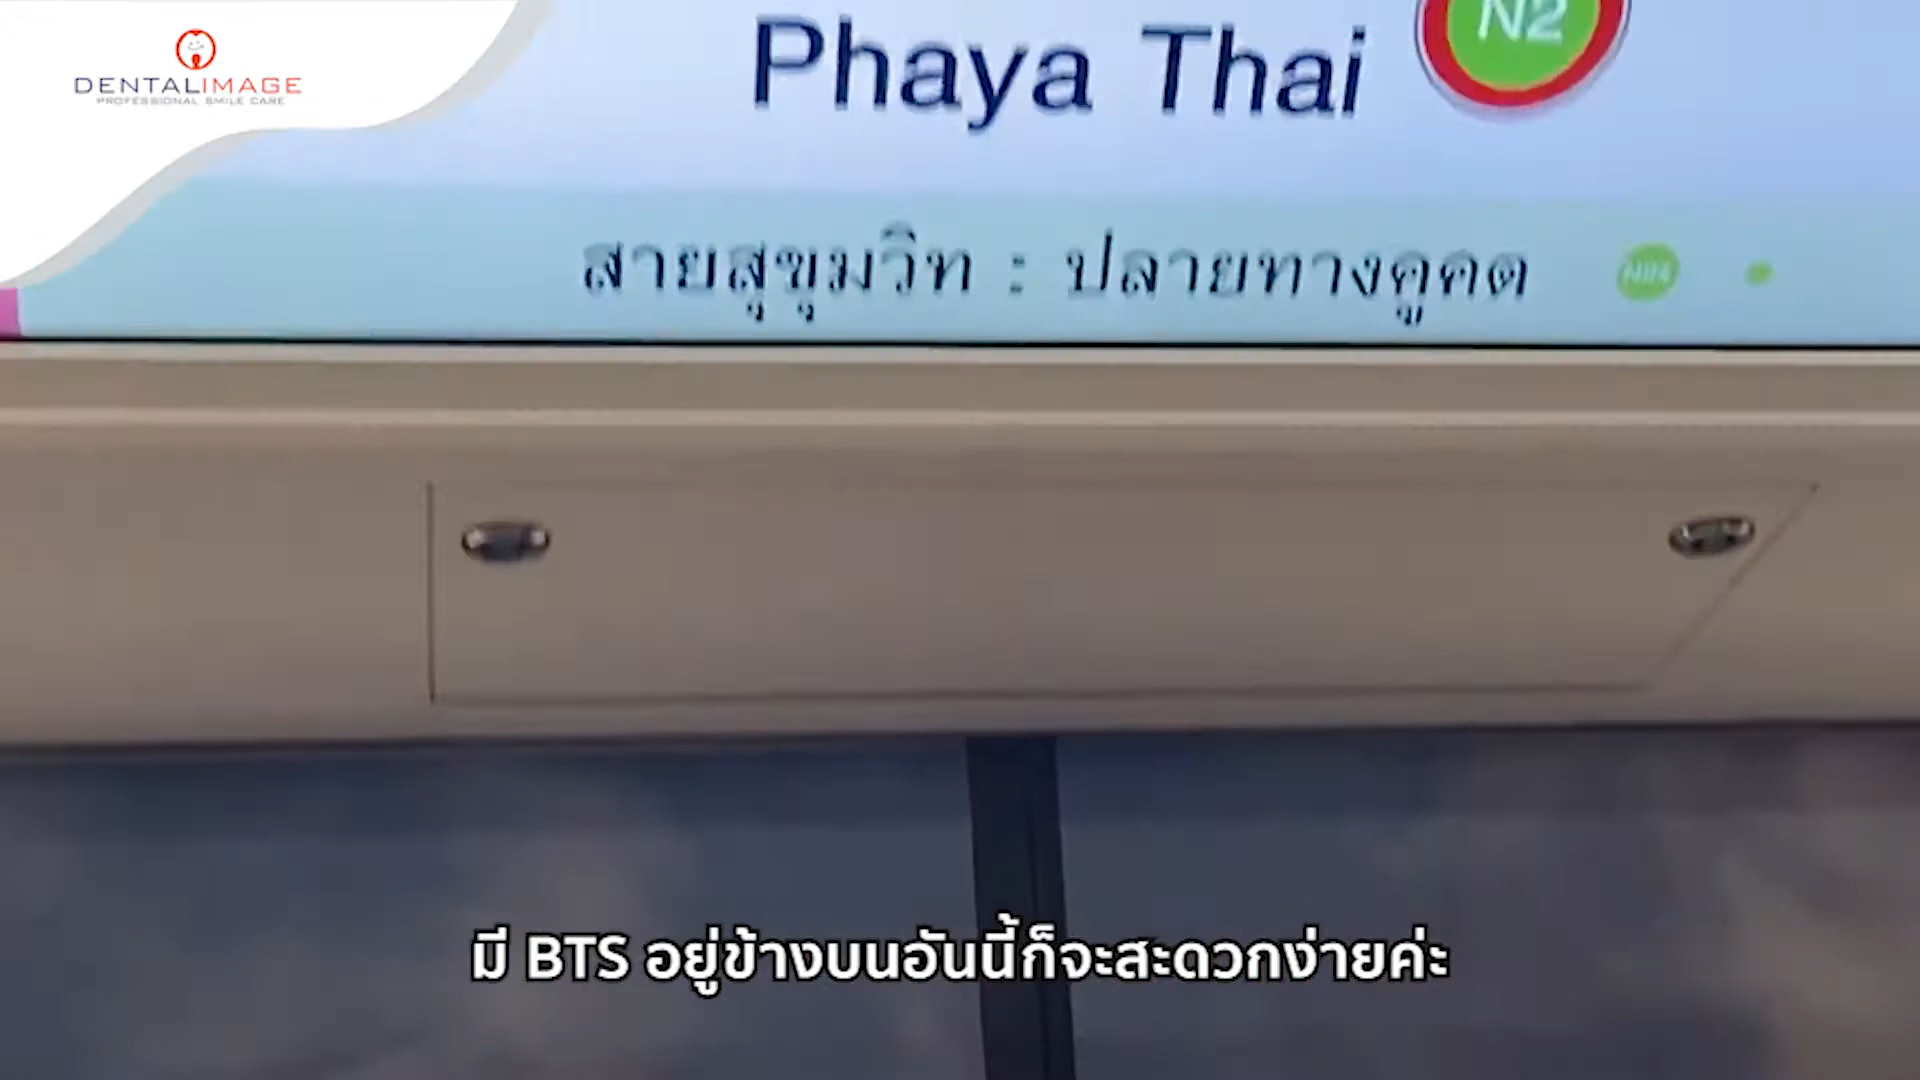 DENTALIMAGE
PROFESSIONAL SMILE CARE
Phaya Thai
N2
สายสุขุมวิท : ปลายทางคูคต
N24
มี BTS อยู่ข้างบนอันนี้ก็จะสะดวกง่ายค่ะ